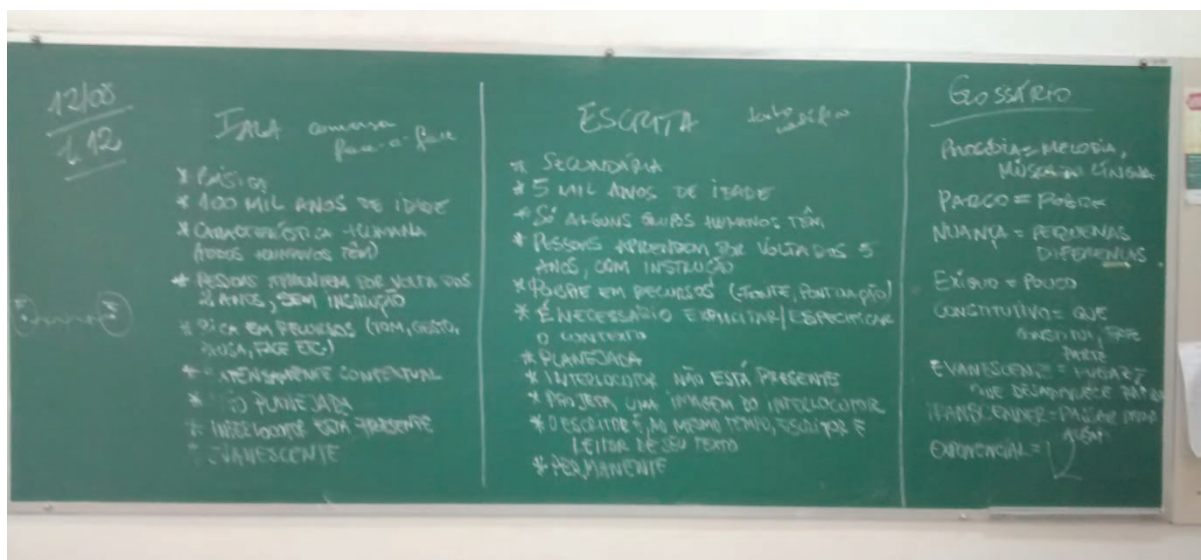 12/08
1.12
FALA conversa
face-a-face
* BÁSICA
* 100 MIL ANOS DE IDADE
* CARACTERÍSTICA HUMANA
(TODOS HUMANOS TÊM)
* PESSOAS APRENDEM POR VOLTA DOS
2 ANOS, SEM INSTRUÇÃO
* RICA EM RECURSOS (TOM, GESTO,
PAUSA, FACE ETC)
* INTENSAMENTE CONTEXTUAL
* NÃO PLANEJADA
* INTERLOCUTOR ESTÁ PRESENTE
* EVANESCENTE
ESCRITA texto
* SECUNDÁRIA
* 5 MIL ANOS DE IDADE
* SÓ ALGUNS GRUPOS HUMANOS TÊM
* PESSOAS APRENDEM POR VOLTA DOS 5
ANOS, COM INSTRUÇÃO
* POBRE EM RECURSOS (FONTE, PONTUAÇÃO)
* É NECESSÁRIO EXPLICITAR/ESPECIFICAR
O CONTEXTO
* PLANEJADA
* INTERLOCUTOR NÃO ESTÁ PRESENTE
* PROJETA UMA IMAGEM DO INTERLOCUTOR
* O ESCRITOR É, AO MESMO TEMPO, ESCRITOR E
LEITOR DE SEU TEXTO
* PERMANENTE
GLOSSÁRIO
PROSÓDIA = MELODIA,
MÚSICA DA LÍNGUA
PARCO = POBRE
NUANÇA = PEQUENAS
DIFERENÇAS
EXÍGUO = POUCO
CONSTITUTIVO = QUE
CONSTITUI, FAZ
PARTE
EVANESCENTE = FUGAZ,
QUE DESAPARECE
TRANSCENDER = PASSAR PARA
ALÉM
EXPONENCIAL =